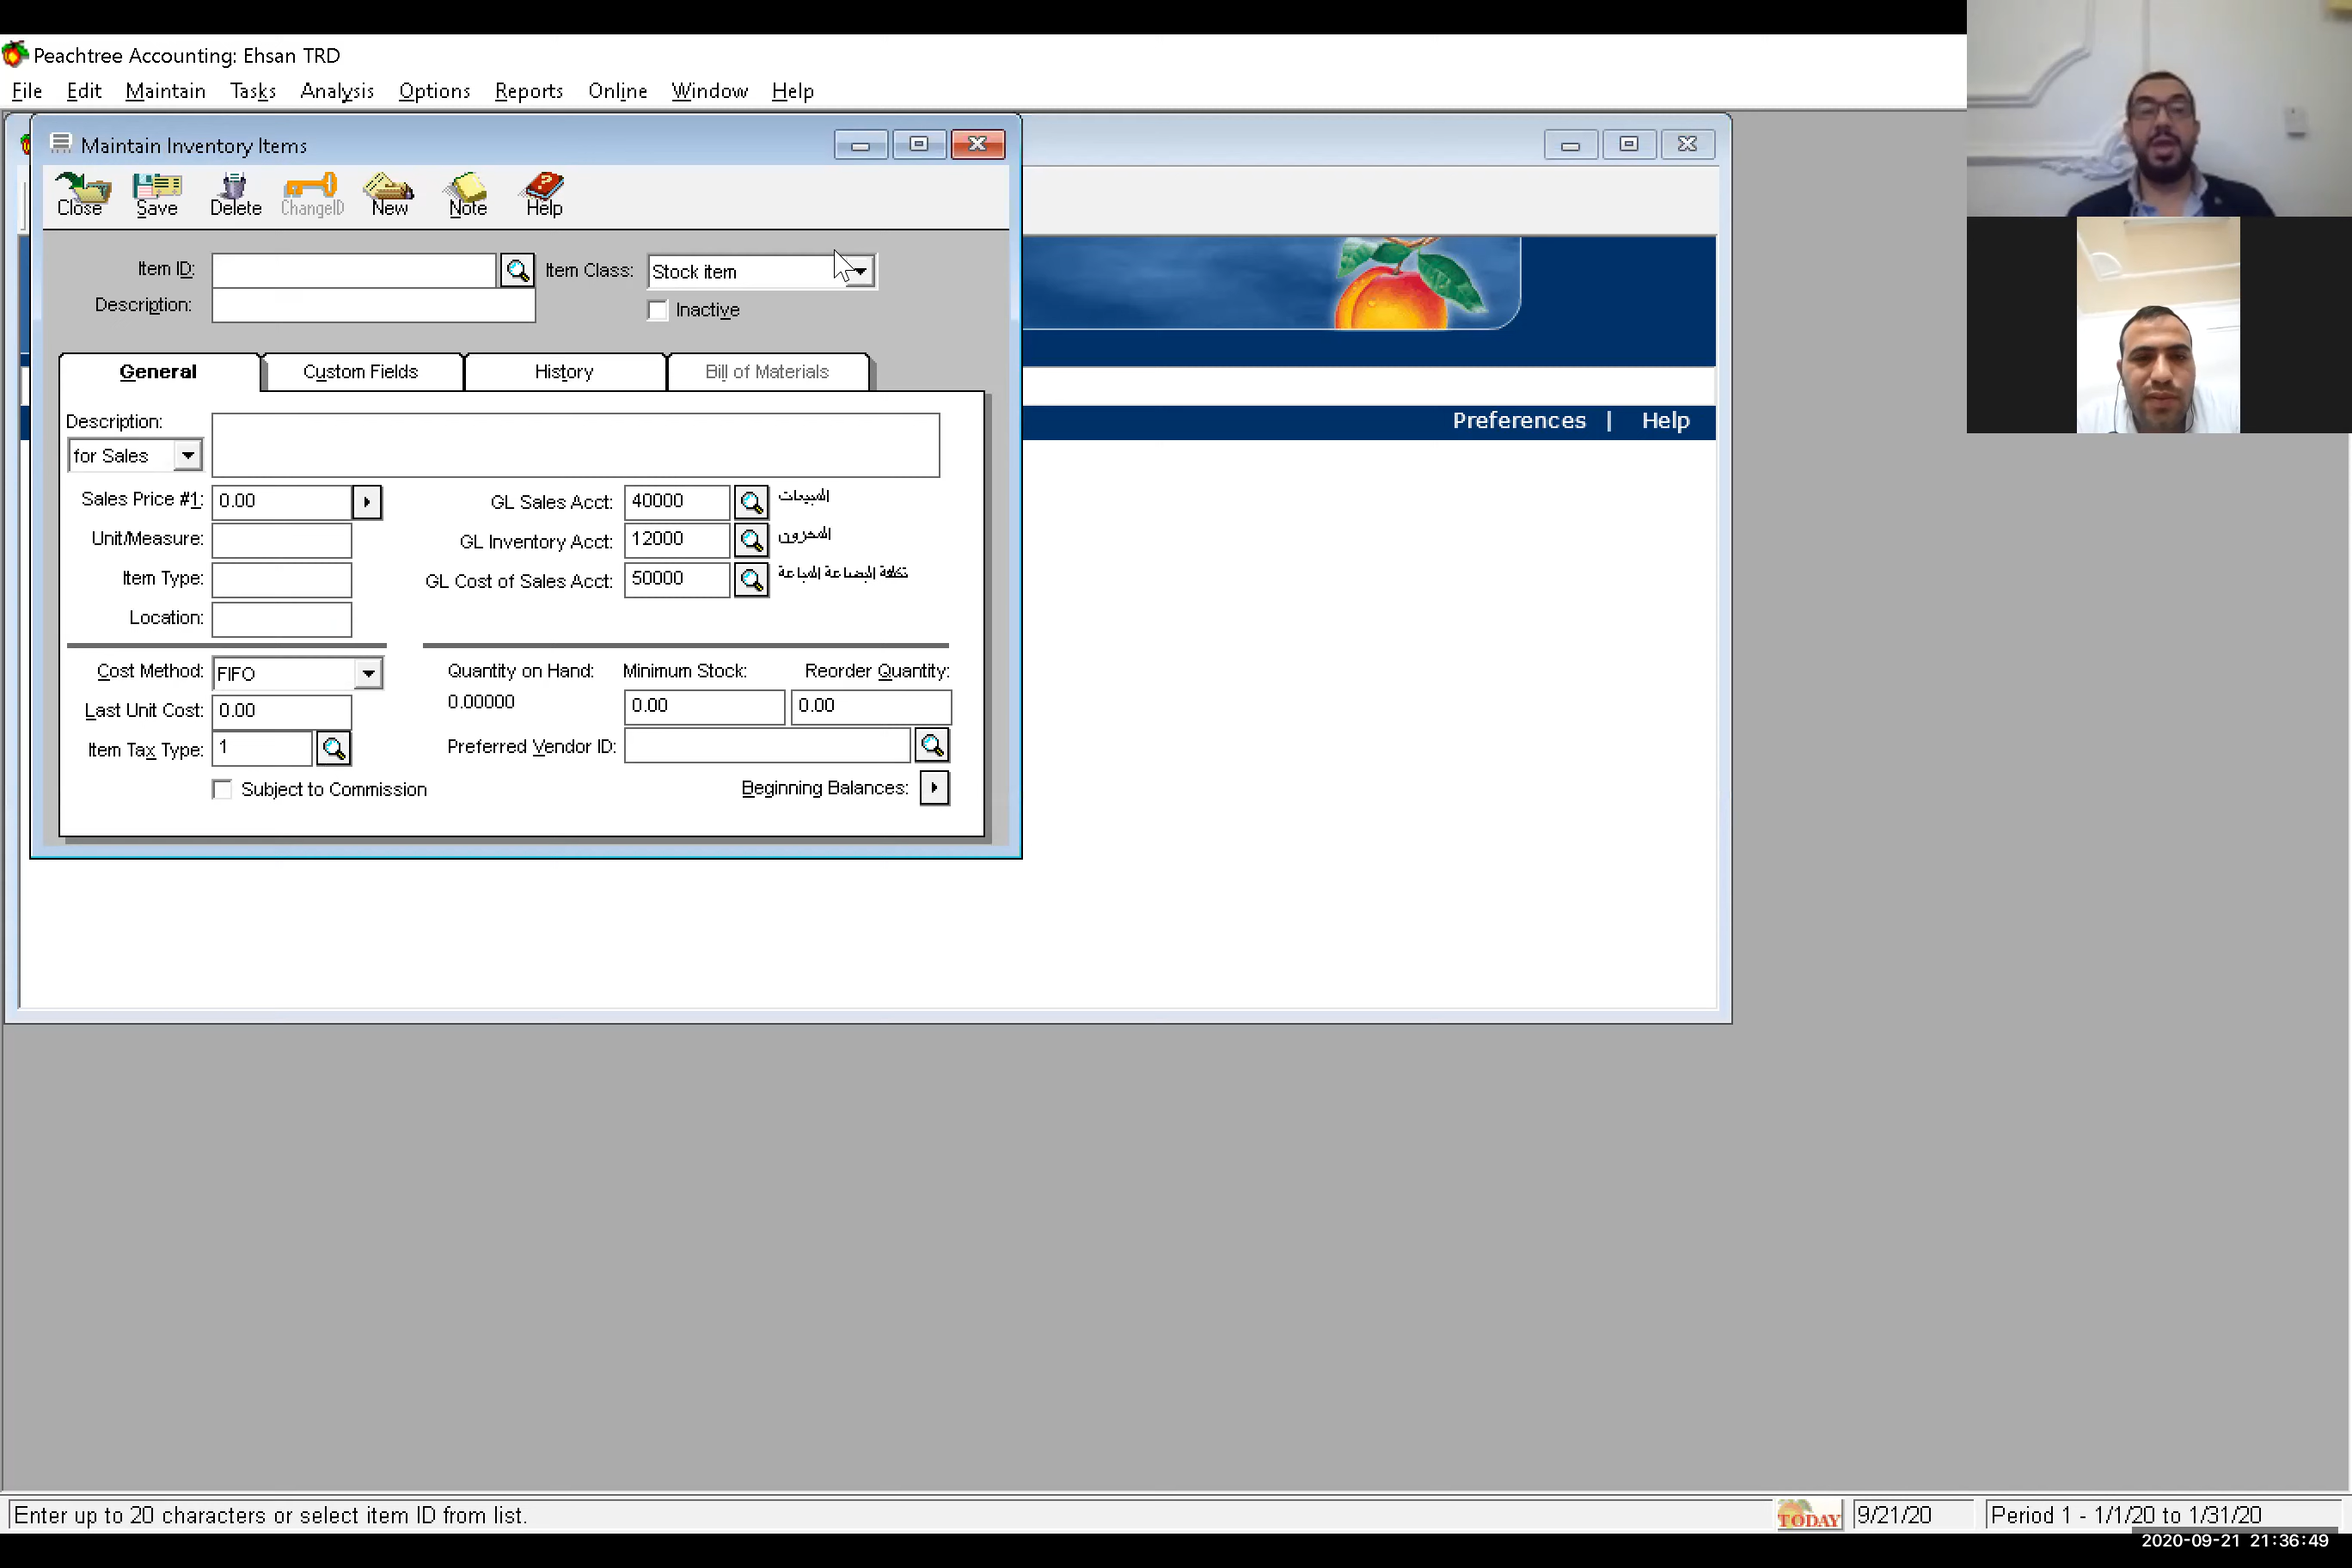 Peachtree Accounting: Ehsan TRD
File Edit Maintain Tasks Analysis Options Reports Online Window Help
Maintain Inventory Items
Close Save Delete ChangeID New Note Help
Item ID: Item Class: Stock item
Description: Inactive
General Custom Fields History Bill of Materials
Preferences | Help
Description:
for Sales
Sales Price #1: 0.00 GL Sales Acct: 40000 المبيعات
Unit/Measure: GL Inventory Acct: 12000 المخزون
Item Type: GL Cost of Sales Acct: 50000 تكلفة البضاعة المباعة
Location:
Cost Method: FIFO Quantity on Hand: Minimum Stock: Reorder Quantity:
Last Unit Cost: 0.00 0.00000 0.00 0.00
Item Tax Type: 1 Preferred Vendor ID:
Subject to Commission Beginning Balances:
Enter up to 20 characters or select item ID from list. TODAY 9/21/20 Period 1 - 1/1/20 to 1/31/20
2020-09-21 21:36:49